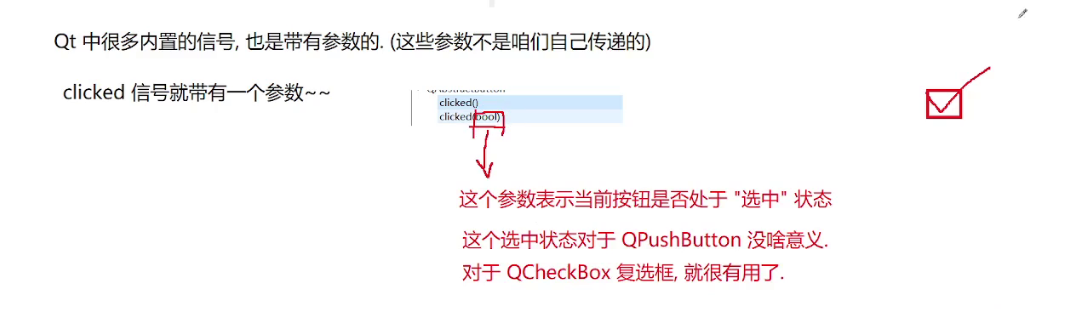 Qt 中很多内置的信号, 也是带有参数的. (这些参数不是咱们自己传递的)
clicked 信号就带有一个参数~~
QAbstractButton
clicked()
clicked(bool)
这个参数表示当前按钮是否处于 "选中" 状态
这个选中状态对于 QPushButton 没啥意义.
对于 QCheckBox 复选框, 就很有用了.